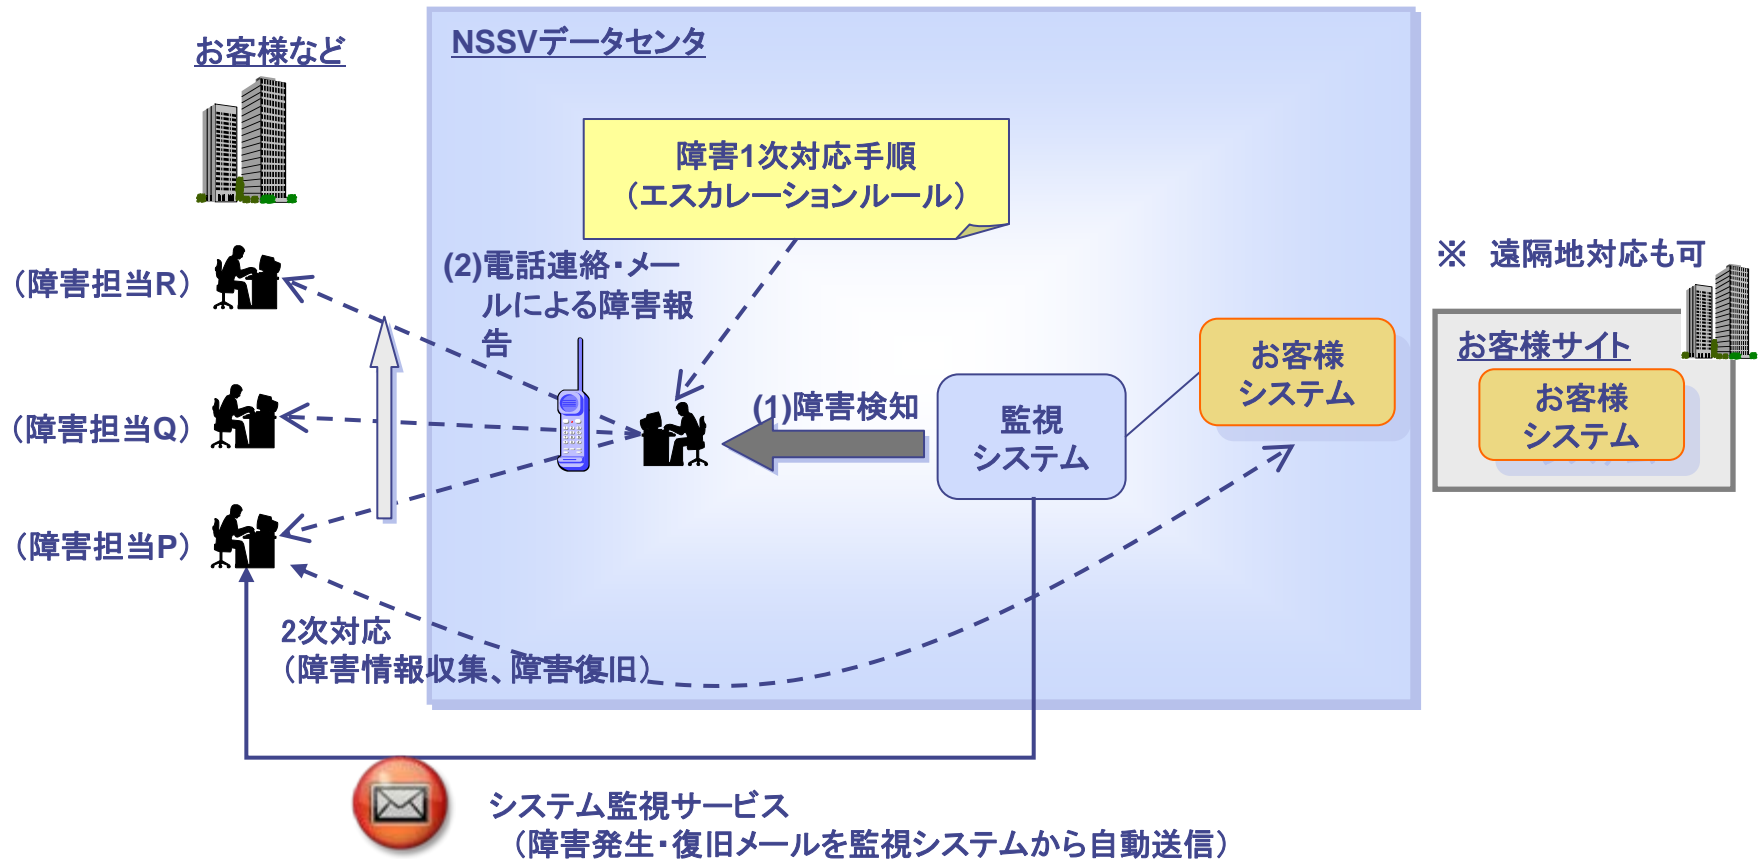 お客様など
NSSVデータセンタ
障害1次対応手順
（エスカレーションルール）
(2)電話連絡・メー
ルによる障害報
告
※　遠隔地対応も可
（障害担当R）
お客様サイト
お客様
システム
お客様
システム
(1)障害検知
監視
システム
（障害担当Q）
（障害担当P）
2次対応
（障害情報収集、障害復旧）
システム監視サービス
（障害発生・復旧メールを監視システムから自動送信）